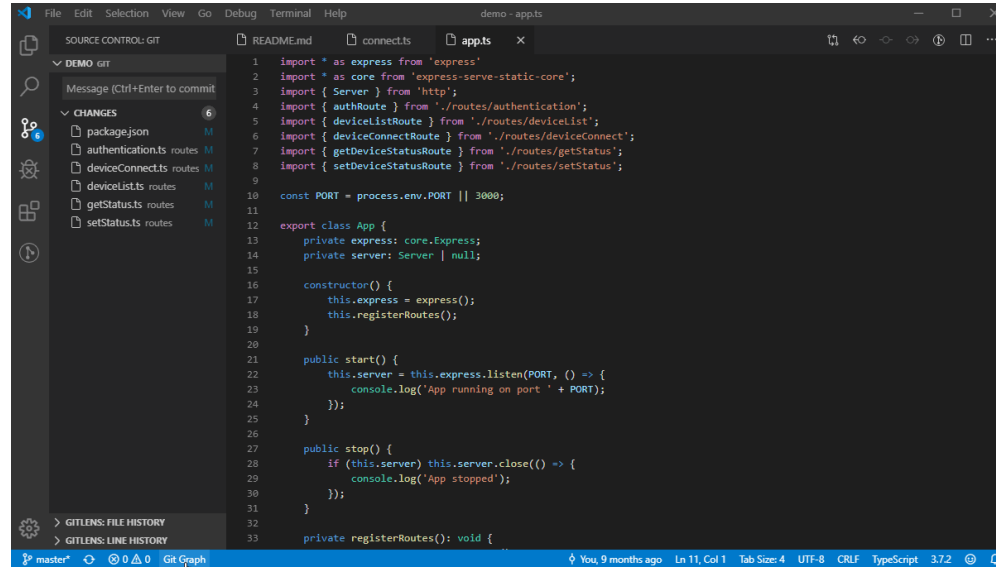 File Edit Selection View Go Debug Terminal Help demo - app.ts
SOURCE CONTROL: GIT
README.md connect.ts app.ts
DEMO GIT
Message (Ctrl+Enter to commit
CHANGES 6
package.json M
authentication.ts routes M
deviceConnect.ts routes M
deviceList.ts routes M
getStatus.ts routes M
setStatus.ts routes M
6
GITLENS: FILE HISTORY
GITLENS: LINE HISTORY
1 import * as express from 'express'
2 import * as core from 'express-serve-static-core';
3 import { Server } from 'http';
4 import { authRoute } from './routes/authentication';
5 import { deviceListRoute } from './routes/deviceList';
6 import { deviceConnectRoute } from './routes/deviceConnect';
7 import { getDeviceStatusRoute } from './routes/getStatus';
8 import { setDeviceStatusRoute } from './routes/setStatus';
9
10 const PORT = process.env.PORT || 3000;
11
12 export class App {
13 private express: core.Express;
14 private server: Server | null;
15
16 constructor() {
17 this.express = express();
18 this.registerRoutes();
19 }
20
21 public start() {
22 this.server = this.express.listen(PORT, () => {
23 console.log('App running on port ' + PORT);
24 });
25 }
26
27 public stop() {
28 if (this.server) this.server.close(() => {
29 console.log('App stopped');
30 });
31 }
32
33 private registerRoutes(): void {
master* 0 0 Git Graph You, 9 months ago Ln 11, Col 1 Tab Size: 4 UTF-8 CRLF TypeScript 3.7.2